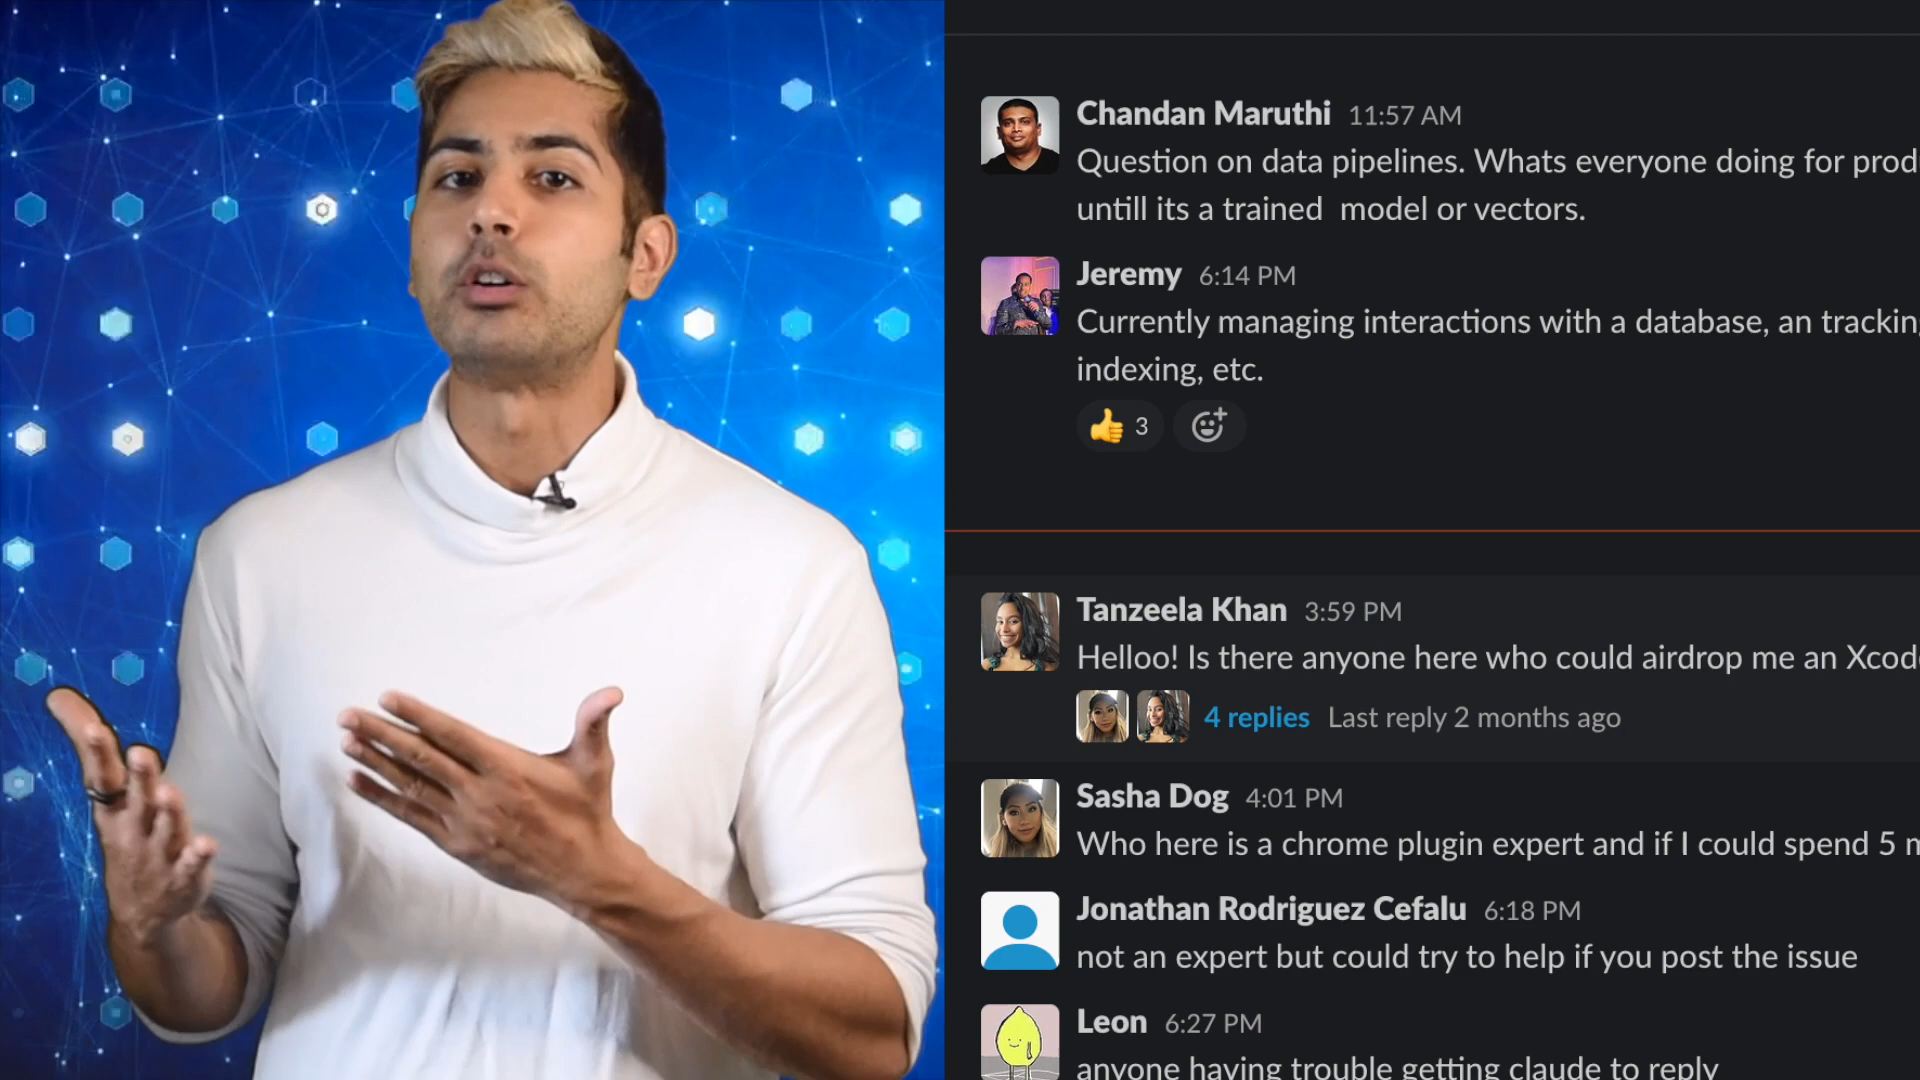 Chandan Maruthi 11:57 AM
Question on data pipelines. Whats everyone doing for prod
untill its a trained model or vectors.
Jeremy 6:14 PM
Currently managing interactions with a database, an
indexing, etc.
3
Tanzeela Khan 3:59 PM
Helloo! Is there anyone here who could airdrop me an
4 replies Last reply 2 months ago
Sasha Dog 4:01 PM
Who here is a chrome plugin expert and if I could spend 5
Jonathan Rodriguez Cefalu 6:18 PM
not an expert but could try to help if you post the issue
Leon 6:27 PM
anyone having trouble getting claude to reply